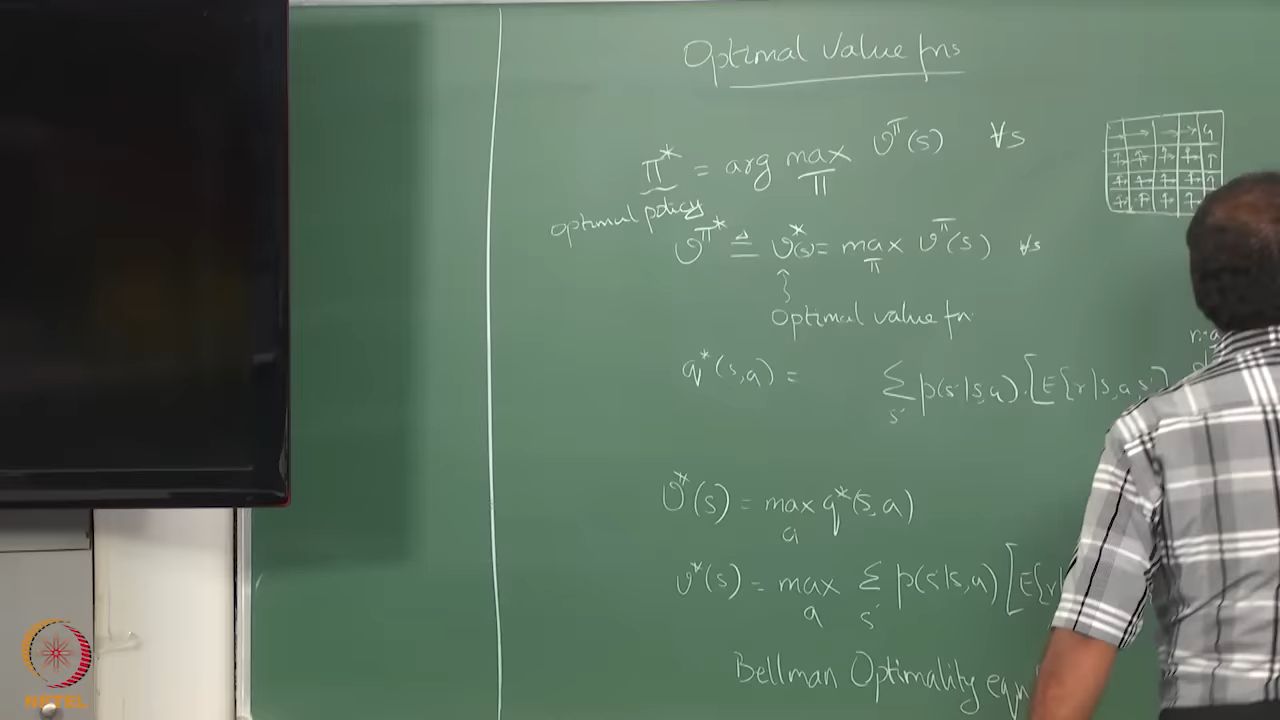 Optimal value fns
π* = arg max_π v^π(s) ∀s
optimal policy
v^π* ≜ v*(s) = max_π v^π(s) ∀s
Optimal value fn
q*(s,a) = Σ_s' p(s'|s,a).[E{r|s,a,s'}
v*(s) = max_a q*(s,a)
v*(s) = max_a Σ_s' p(s'|s,a)[E{r|
Bellman Optimality eqn
NPTEL